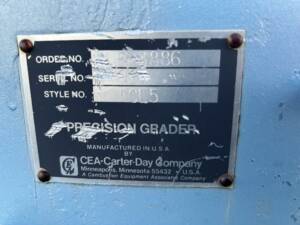 ORDER NO. 886
SERIAL NO.
STYLE NO.
PRECISION GRADER
MANUFACTURED IN U.S.A.
CEA-Carter-Day Company
Minneapolis, Minnesota 55432 • U.S.A.
A Combustion Equipment Associates Company